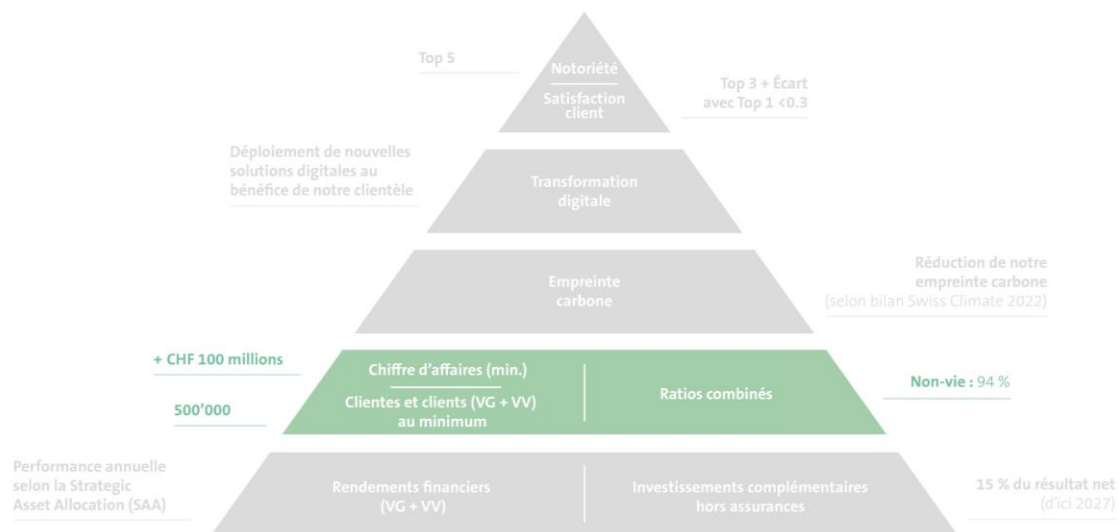 Top 5
Notoriété
Satisfaction
client
Top 3 + Écart
avec Top 1 <0.3
Déploiement de nouvelles
solutions digitales au
bénéfice de notre clientèle
Transformation
digitale
Empreinte
carbone
Réduction de notre
empreinte carbone
(selon bilan Swiss Climate 2022)
+ CHF 100 millions
500’000
Chiffre d’affaires (min.)
Clientes et clients (VG + VV)
au minimum
Ratios combinés
Non-vie : 94 %
Performance annuelle
selon la Strategic
Asset Allocation (SAA)
Rendements financiers
(VG + VV)
Investissements complémentaires
hors assurances
15 % du résultat net
(d’ici 2027)